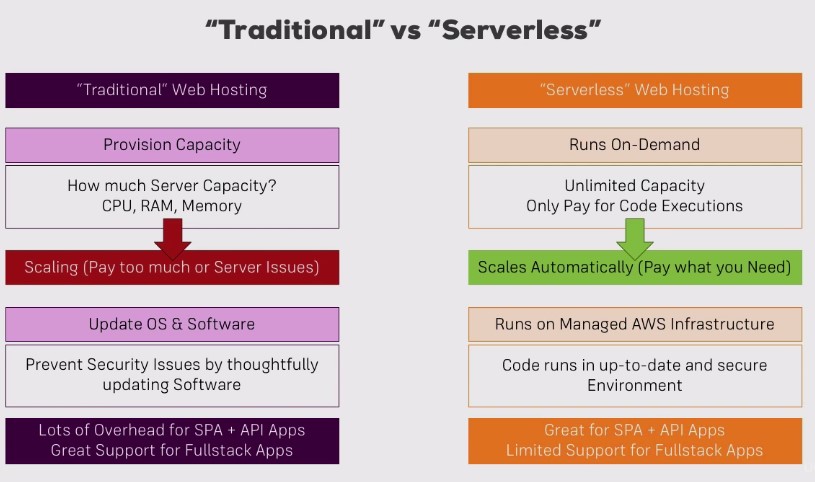 “Traditional” vs “Serverless”
“Traditional” Web Hosting
Provision Capacity
How much Server Capacity?
CPU, RAM, Memory
Scaling (Pay too much or Server Issues)
Update OS & Software
Prevent Security Issues by thoughtfully
updating Software
Lots of Overhead for SPA + API Apps
Great Support for Fullstack Apps
“Serverless” Web Hosting
Runs On-Demand
Unlimited Capacity
Only Pay for Code Executions
Scales Automatically (Pay what you Need)
Runs on Managed AWS Infrastructure
Code runs in up-to-date and secure
Environment
Great for SPA + API Apps
Limited Support for Fullstack Apps